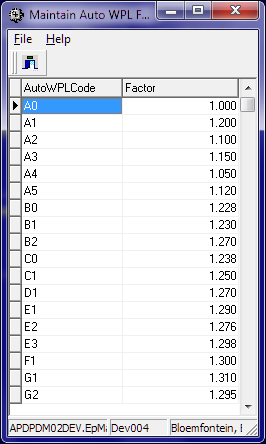 Maintain Auto WPL F...
File Help
AutoWPLCode Factor
A0 1.000
A1 1.200
A2 1.100
A3 1.150
A4 1.050
A5 1.120
B0 1.228
B1 1.230
B2 1.270
C0 1.238
C1 1.250
D1 1.270
E1 1.290
E2 1.276
E3 1.298
F1 1.300
G1 1.310
G2 1.295
APDPDM02DEV.EpMa Dev004 Bloemfontein,